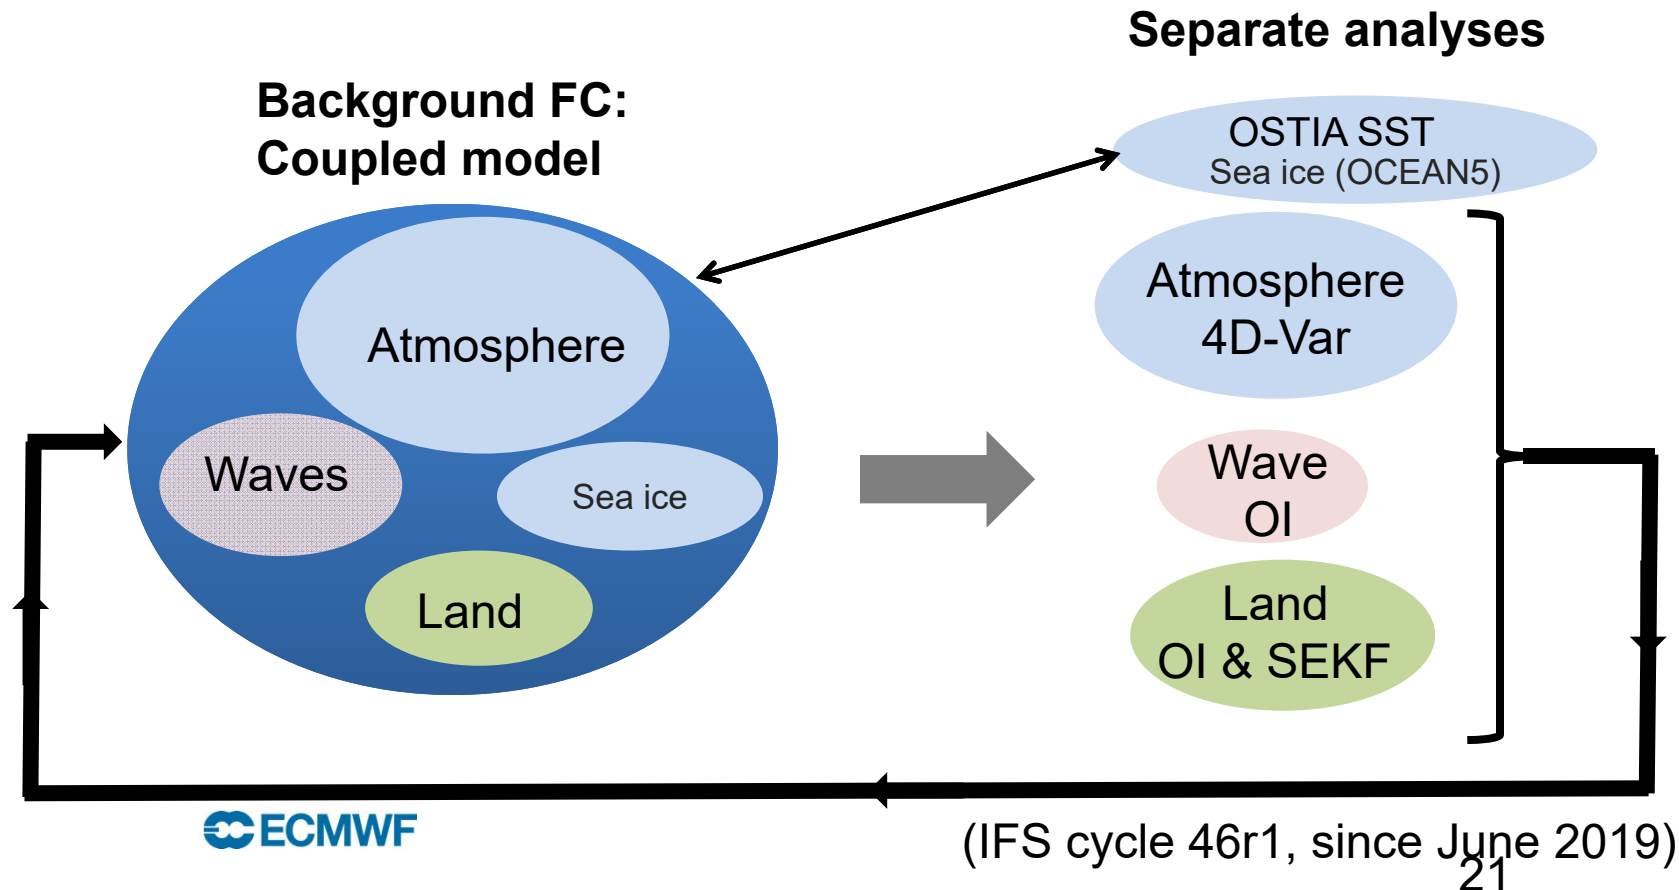 Separate analyses
Background FC:
Coupled model
OSTIA SST
Sea ice (OCEAN5)
Atmosphere
Waves
Sea ice
Land
Atmosphere
4D-Var
Wave
OI
Land
OI & SEKF
ECMWF
(IFS cycle 46r1, since June 2019)
21